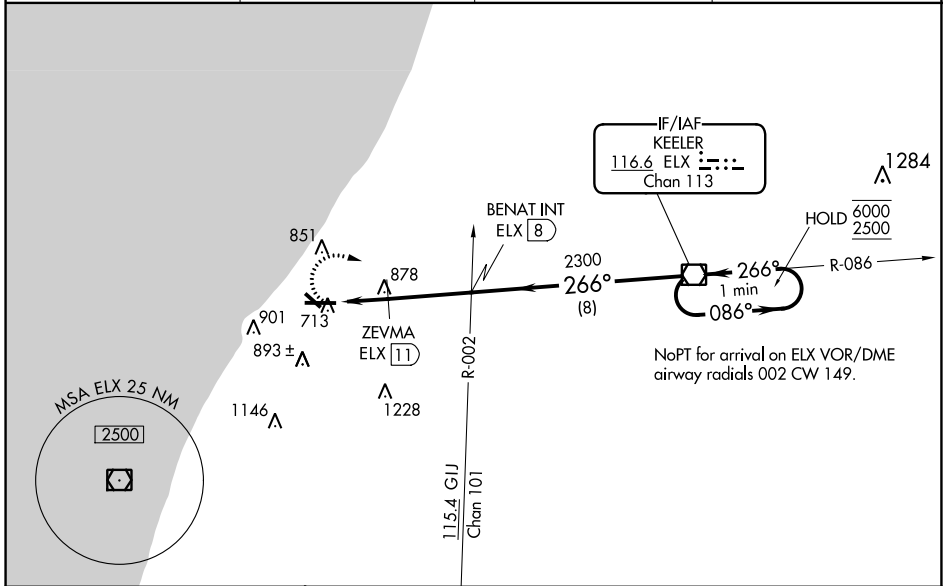 IF/IAF
KEELER
116.6 ELX
Chan 113
1284
HOLD 6000
2500
BENAT INT
ELX 8
851
878
2300
266°
(8)
266°
1 min
086°
R-086
713
901
ZEVMA
ELX 11
893 ±
R-002
NoPT for arrival on ELX VOR/DME
airway radials 002 CW 149.
MSA ELX 25 NM
2500
1146
1228
115.4 GIJ
Chan 101